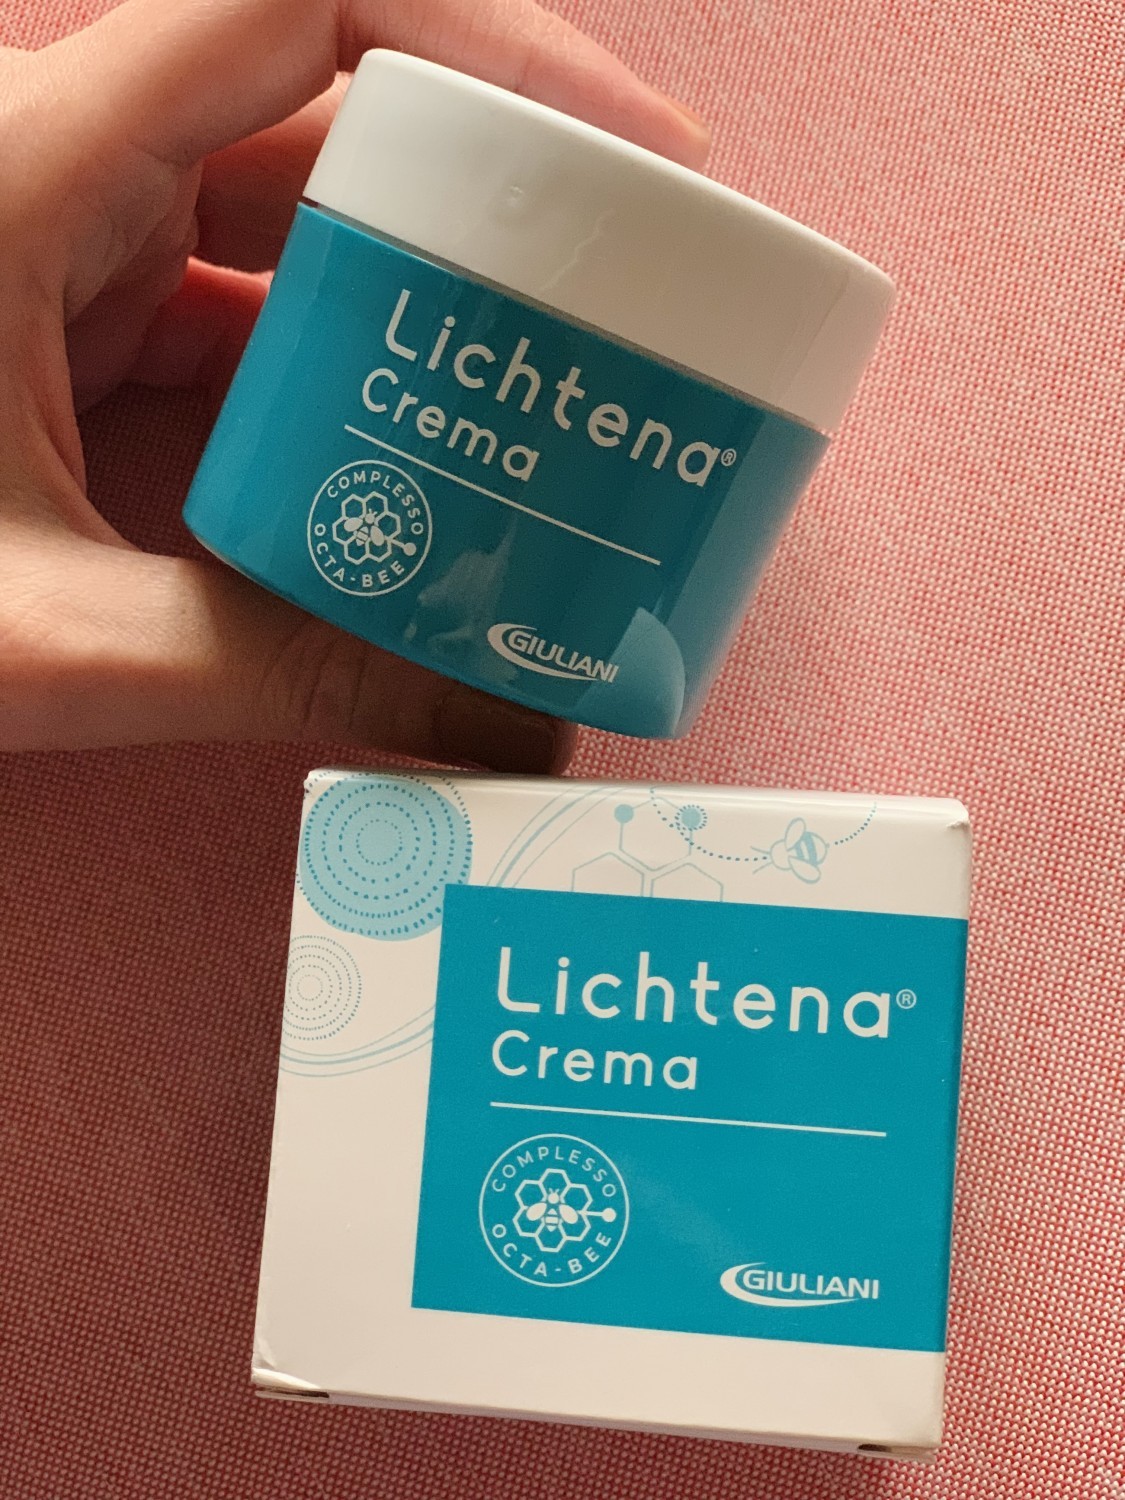 Lichtena®
Crema
COMPLESSO
OCTA-BEE
GIULIANI
Lichtena®
Crema
COMPLESSO
OCTA-BEE
GIULIANI